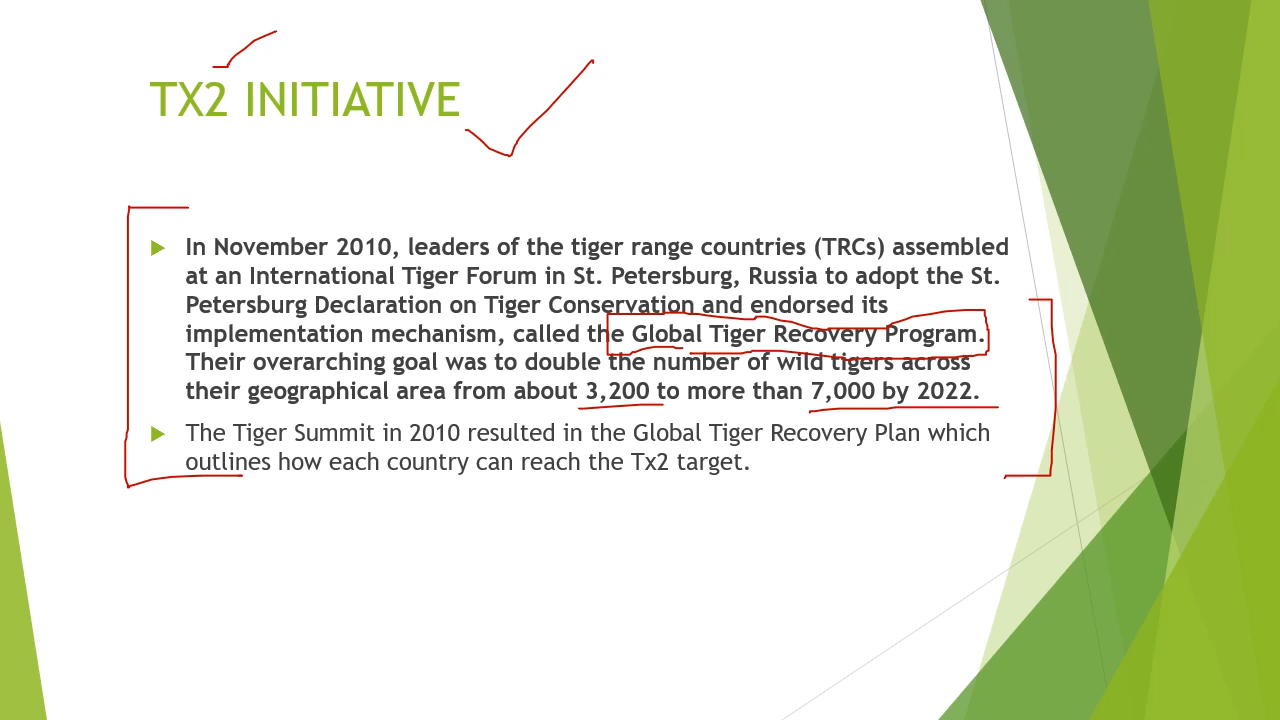 TX2 INITIATIVE
In November 2010, leaders of the tiger range countries (TRCs) assembled
at an International Tiger Forum in St. Petersburg, Russia to adopt the St.
Petersburg Declaration on Tiger Conservation and endorsed its
implementation mechanism, called the Global Tiger Recovery Program.
Their overarching goal was to double the number of wild tigers across
their geographical area from about 3,200 to more than 7,000 by 2022.
The Tiger Summit in 2010 resulted in the Global Tiger Recovery Plan which
outlines how each country can reach the Tx2 target.